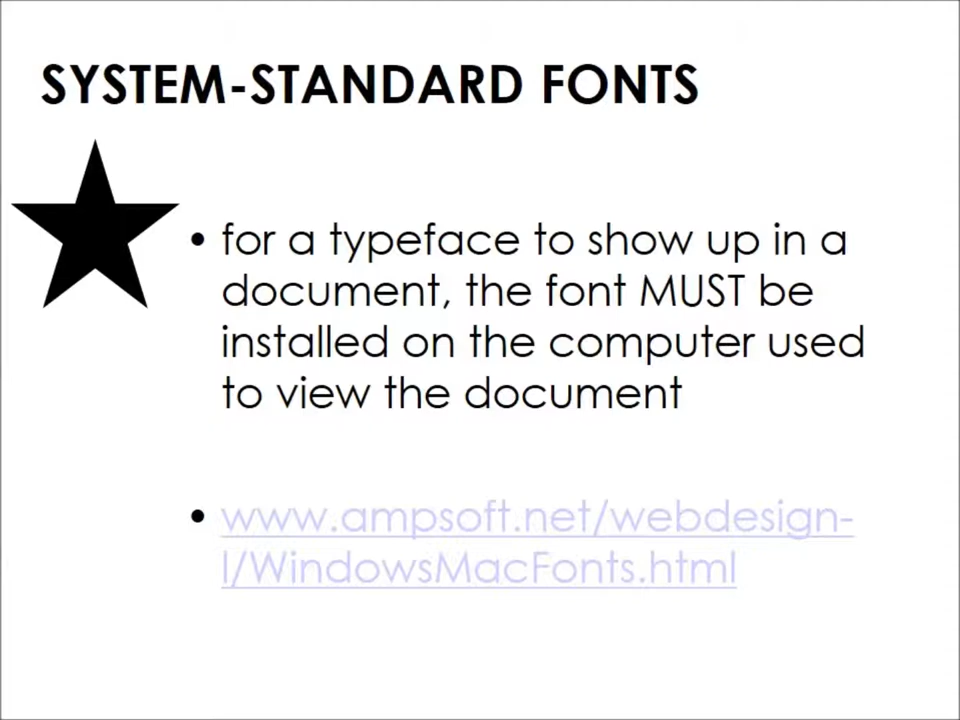 SYSTEM-STANDARD FONTS
• for a typeface to show up in a
document, the font MUST be
installed on the computer used
to view the document
• www.ampsoft.net/webdesign-
l/WindowsMacFonts.html